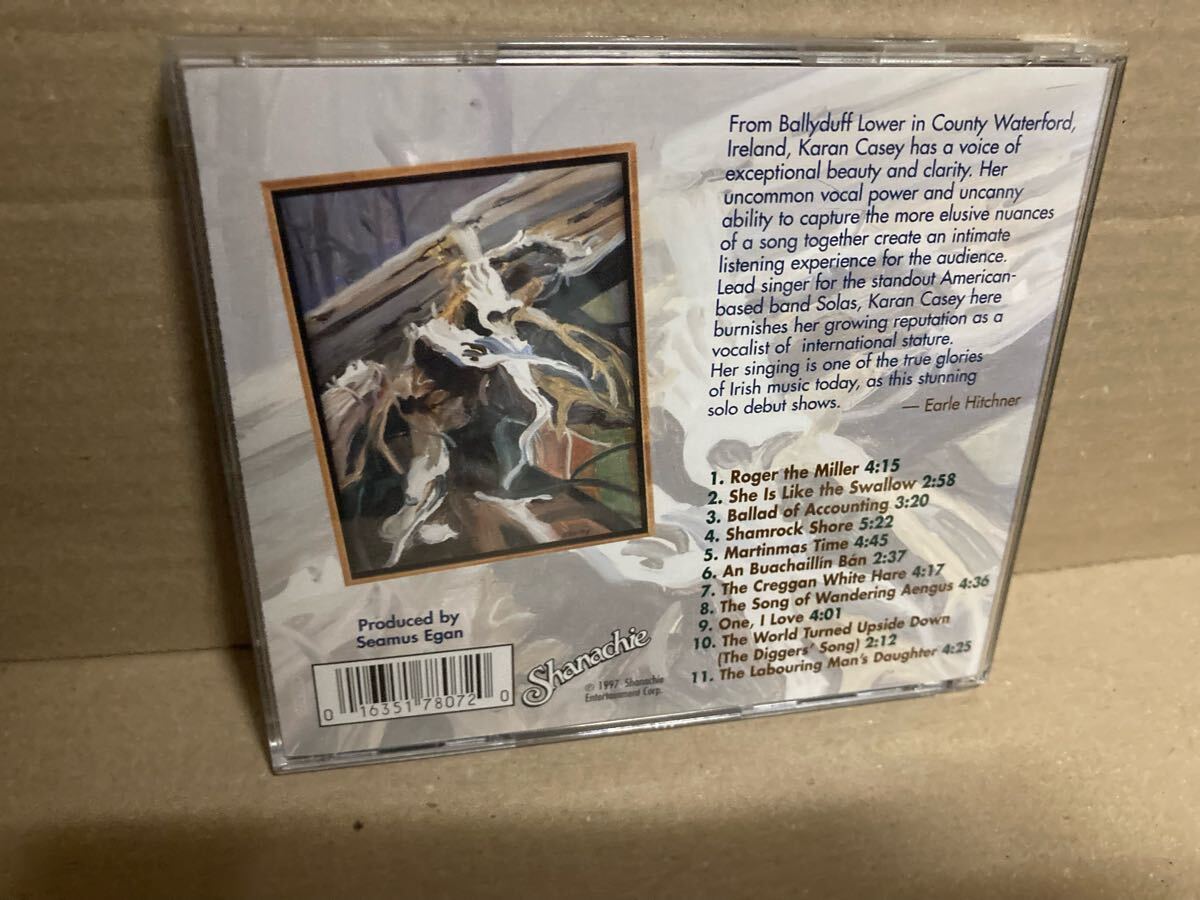 From Ballyduff Lower in County Waterford,
Ireland, Karan Casey has a voice of
exceptional beauty and clarity. Her
uncommon vocal power and uncanny
ability to capture the more elusive nuances
of a song together create an intimate
listening experience for the audience.
Lead singer for the standout American-
based band Solas, Karan Casey here
burnishes her growing reputation as a
vocalist of international stature.
Her singing is one of the true glories
of Irish music today, as this stunning
solo debut shows.
— Earle Hitchner
1. Roger the Miller 4:15
2. She Is Like the Swallow 2:58
3. Ballad of Accounting 3:20
4. Shamrock Shore 5:22
5. Martinmas Time 4:45
6. An Buachaillín Bán 2:37
7. The Creggan White Hare 4:17
8. The Song of Wandering Aengus 4:36
9. One, I Love 4:01
10. The World Turned Upside Down
(The Diggers' Song) 2:12
11. The Labouring Man's Daughter 4:25
Produced by
Seamus Egan
0 16351 78072 0
Shanachie
© 1997 Shanachie
Entertainment Corp.